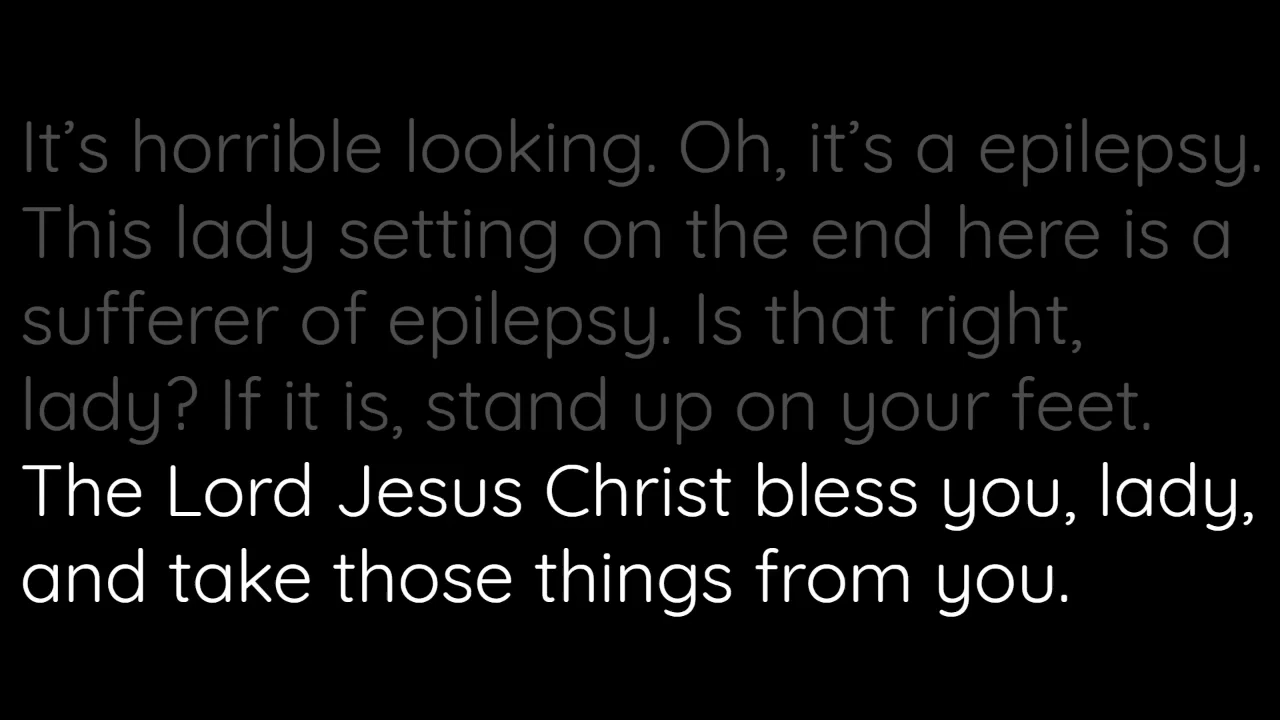 It’s horrible looking. Oh, it’s a epilepsy.
This lady setting on the end here is a
sufferer of epilepsy. Is that right,
lady? If it is, stand up on your feet.
The Lord Jesus Christ bless you, lady,
and take those things from you.